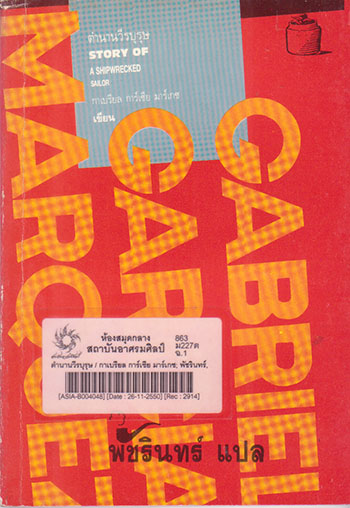 ตำนานวีรบุรุษ
STORY OF
A SHIPWRECKED
SAILOR
กาเบรียล การ์เซีย มาร์เกซ
เขียน
GABRIEL
GARCIA
MARQUEZ
ห้องสมุดกลาง
สถาบันอาศรมศิลป์
863
ม227ต
ฉ.1
ตำนานวีรบุรุษ / กาเบรียล การ์เซีย มาร์เกซ; พัชรินทร์,
[ASIA-B004048] [Date : 26-11-2550] [Rec : 2914]
พัชรินทร์ แปล